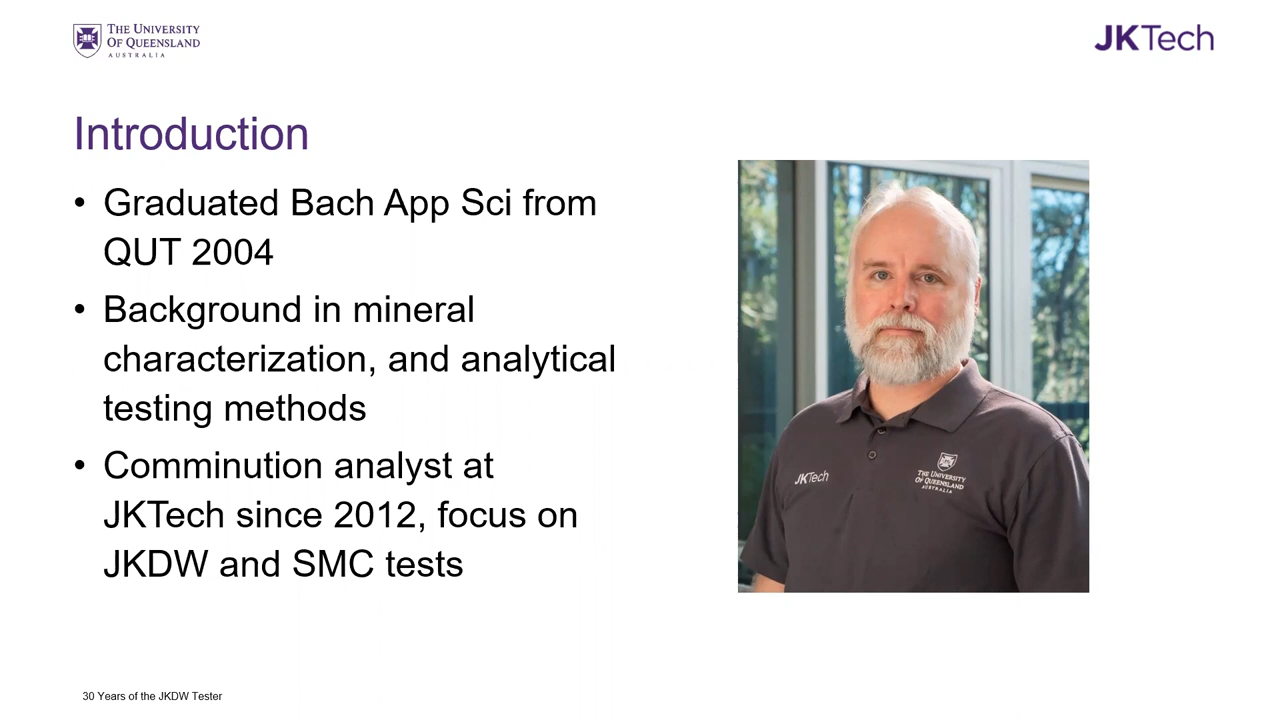 THE UNIVERSITY
OF QUEENSLAND
AUSTRALIA
JKTech
Introduction
• Graduated Bach App Sci from
QUT 2004
• Background in mineral
characterization, and analytical
testing methods
• Comminution analyst at
JKTech since 2012, focus on
JKDW and SMC tests
JKTech
THE UNIVERSITY
OF QUEENSLAND
AUSTRALIA
30 Years of the JKDW Tester